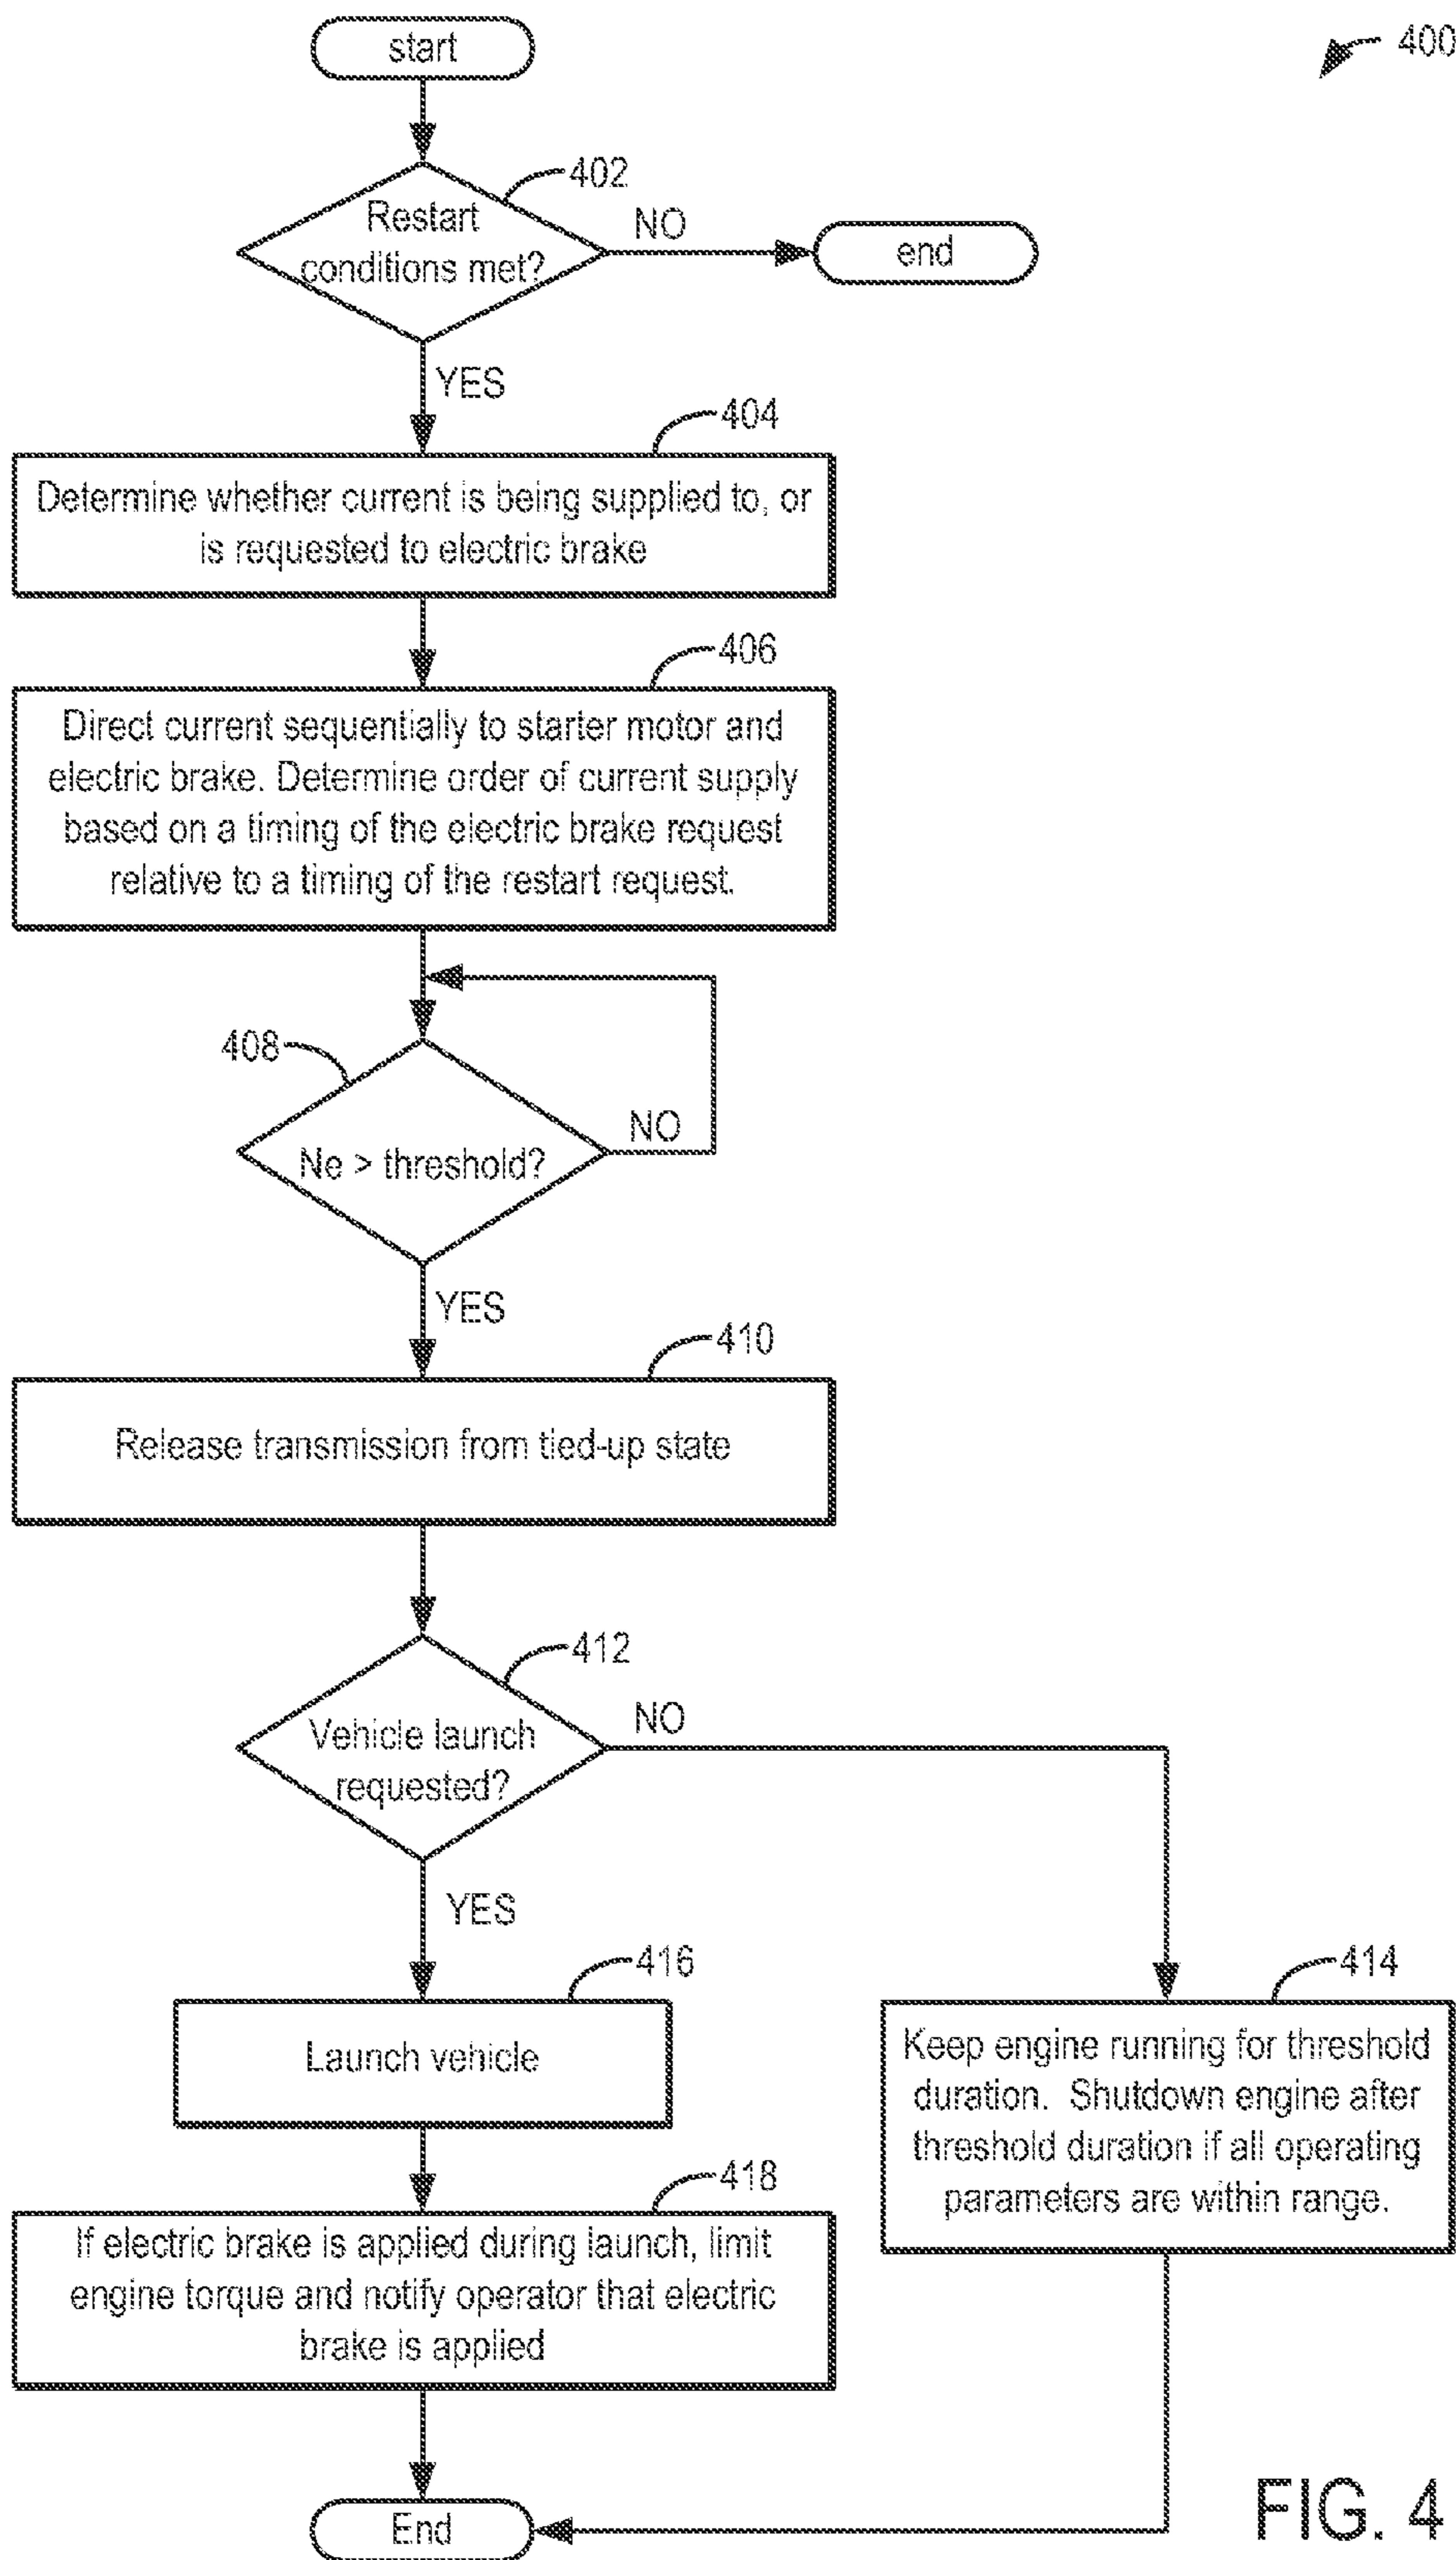 start
400
402
Restart
conditions met?
NO
end
YES
404
Determine whether current is being supplied to, or
is requested to electric brake
406
Direct current sequentially to starter motor and
electric brake. Determine order of current supply
based on a timing of the electric brake request
relative to a timing of the restart request.
408
NO
Ne > threshold?
YES
410
Release transmission from tied-up state
412
Vehicle launch
requested?
NO
YES
416
Launch vehicle
414
Keep engine running for threshold
duration. Shutdown engine after
threshold duration if all operating
parameters are within range.
418
If electric brake is applied during launch, limit
engine torque and notify operator that electric
brake is applied
End
FIG. 4